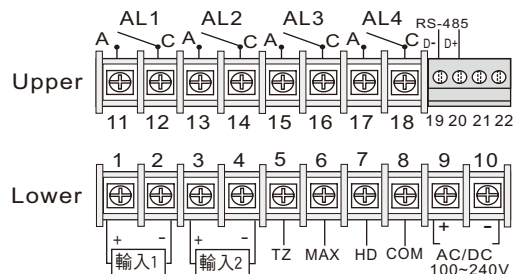 AL1 AL2 AL3 AL4 RS-485
A C A C A C A C D- D+
Upper
11 12 13 14 15 16 17 18 19 20 21 22
1 2 3 4 5 6 7 8 9 10
Lower
+ - + - TZ MAX HD COM + -
輸入1 輸入2 AC/DC
100~240V